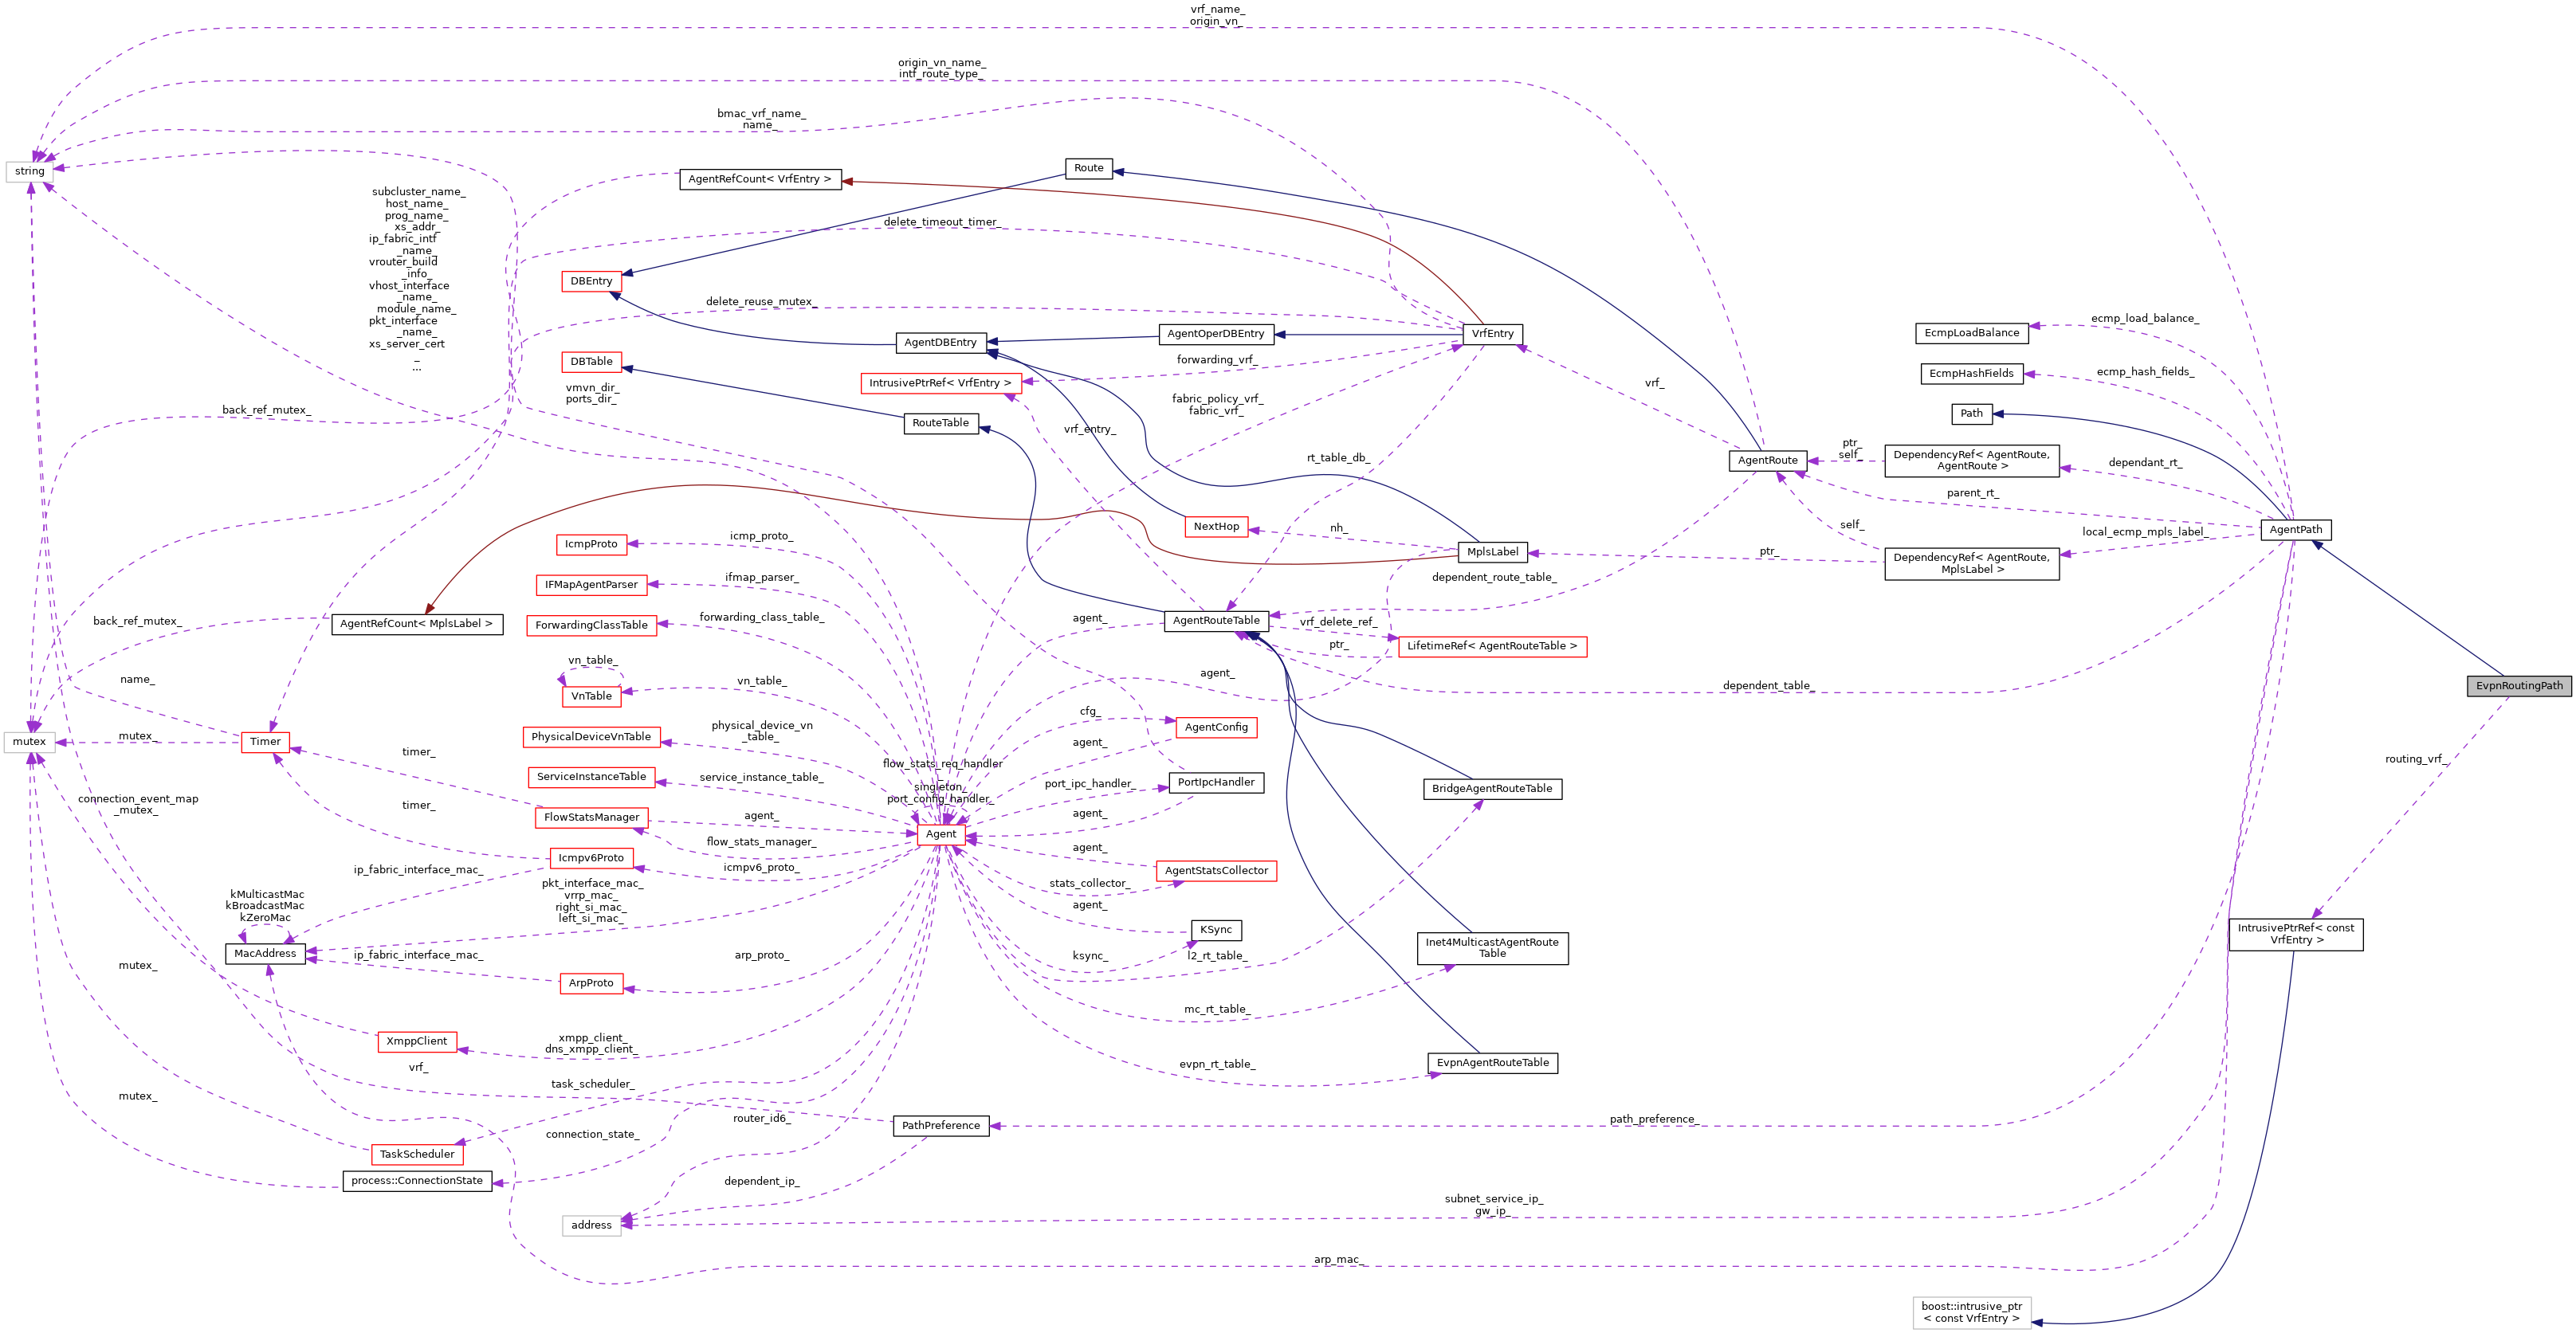 vrf_name_
origin_vn_
origin_vn_name_
intf_route_type_
bmac_vrf_name_
name_
string
Route
AgentRefCount< VrfEntry >
subcluster_name_
host_name_
prog_name_
xs_addr_
ip_fabric_intf
_name_
vrouter_build
_info_
vhost_interface
_name_
module_name_
pkt_interface
_name_
xs_server_cert
_
...
delete_timeout_timer_
DBEntry
delete_reuse_mutex_
AgentDBEntry
AgentOperDBEntry
VrfEntry
ecmp_load_balance_
EcmpLoadBalance
DBTable
forwarding_vrf_
IntrusivePtrRef< VrfEntry >
EcmpHashFields
ecmp_hash_fields_
vmvn_dir_
ports_dir_
vrf_
fabric_policy_vrf_
fabric_vrf_
back_ref_mutex_
RouteTable
vrf_entry_
Path
rt_table_db_
AgentRoute
ptr_
self_
DependencyRef< AgentRoute,
AgentRoute >
dependant_rt_
parent_rt_
IcmpProto
icmp_proto_
NextHop
nh_
MplsLabel
ptr_
self_
DependencyRef< AgentRoute,
MplsLabel >
local_ecmp_mpls_label_
AgentPath
IFMapAgentParser
ifmap_parser_
dependent_route_table_
back_ref_mutex_
AgentRefCount< MplsLabel >
ForwardingClassTable
forwarding_class_table_
agent_
AgentRouteTable
vrf_delete_ref_
ptr_
LifetimeRef< AgentRouteTable >
name_
vn_table_
VnTable
vn_table_
agent_
dependent_table_
EvpnRoutingPath
mutex
mutex_
Timer
timer_
PhysicalDeviceVnTable
physical_device_vn
_table_
cfg_
AgentConfig
agent_
routing_vrf_
ServiceInstanceTable
service_instance_table_
flow_stats_req_handler
_
singleton_
port_config_handler_
port_ipc_handler_
PortIpcHandler
BridgeAgentRouteTable
connection_event_map
_mutex_
timer_
FlowStatsManager
agent_
Agent
agent_
flow_stats_manager_
Icmpv6Proto
icmpv6_proto_
agent_
AgentStatsCollector
stats_collector_
ip_fabric_interface_mac_
pkt_interface_mac_
vrrp_mac_
right_si_mac_
left_si_mac_
kMulticastMac
kBroadcastMac
kZeroMac
MacAddress
agent_
KSync
ksync_
l2_rt_table_
Inet4MulticastAgentRoute
Table
IntrusivePtrRef< const
VrfEntry >
ip_fabric_interface_mac_
arp_proto_
ArpProto
mutex_
mc_rt_table_
XmppClient
xmpp_client_
dns_xmpp_client_
vrf_
evpn_rt_table_
EvpnAgentRouteTable
task_scheduler_
mutex_
router_id6_
PathPreference
path_preference_
connection_state_
TaskScheduler
process::ConnectionState
dependent_ip_
address
subnet_service_ip_
gw_ip_
arp_mac_
boost::intrusive_ptr
< const VrfEntry >